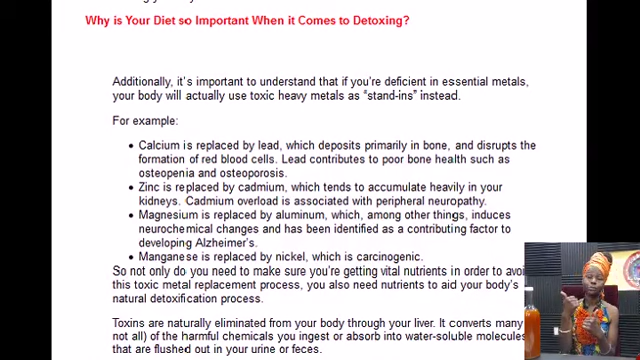 Why is Your Diet so Important When it Comes to Detoxing?
Additionally, it's important to understand that if you're deficient in essential metals,
your body will actually use toxic heavy metals as “stand-ins” instead.
For example:
• Calcium is replaced by lead, which deposits primarily in bone, and disrupts the
formation of red blood cells. Lead contributes to poor bone health such as
osteopenia and osteoporosis.
• Zinc is replaced by cadmium, which tends to accumulate heavily in your
kidneys. Cadmium overload is associated with peripheral neuropathy.
• Magnesium is replaced by aluminum, which, among other things, induces
neurochemical changes and has been identified as a contributing factor to
developing Alzheimer's.
• Manganese is replaced by nickel, which is carcinogenic.
So not only do you need to make sure you're getting vital nutrients in order to avoi
this toxic metal replacement process, you also need nutrients to aid your body's
natural detoxification process.
Toxins are naturally eliminated from your body through your liver. It converts many
not all) of the harmful chemicals you ingest or absorb into water-soluble molecules
that are flushed out in your urine or feces.